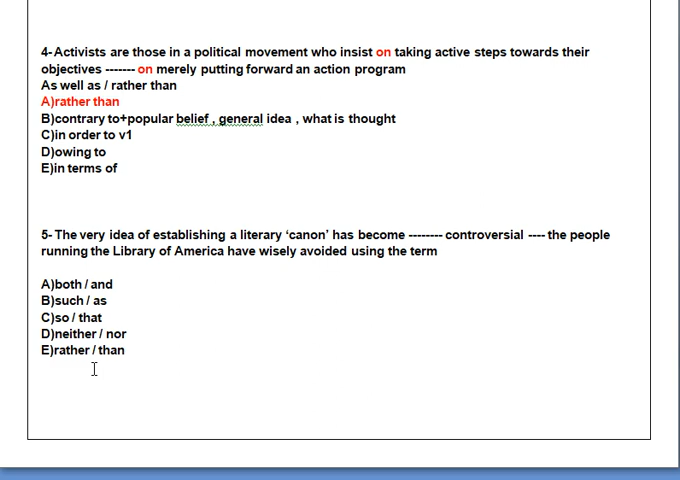 4- Activists are those in a political movement who insist on taking active steps towards their
objectives ------- on merely putting forward an action program
As well as / rather than
A)rather than
B)contrary to+popular belief , general idea , what is thought
C)in order to v1
D)owing to
E)in terms of
5- The very idea of establishing a literary ‘canon’ has become -------- controversial ---- the people
running the Library of America have wisely avoided using the term
A)both / and
B)such / as
C)so / that
D)neither / nor
E)rather / than